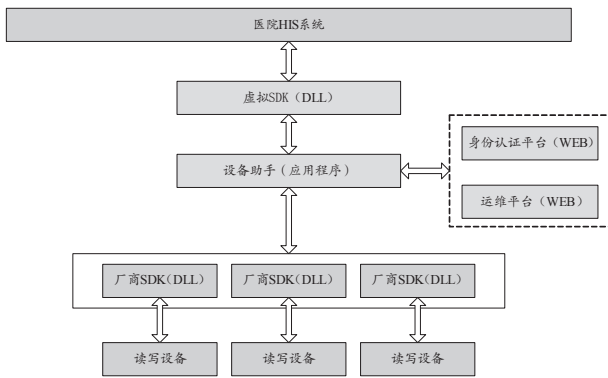 医院HIS系统
虚拟SDK（DLL）
设备助手（应用程序）
身份认证平台（WEB）
运维平台（WEB）
厂商SDK(DLL)
厂商SDK(DLL)
厂商SDK(DLL)
读写设备
读写设备
读写设备